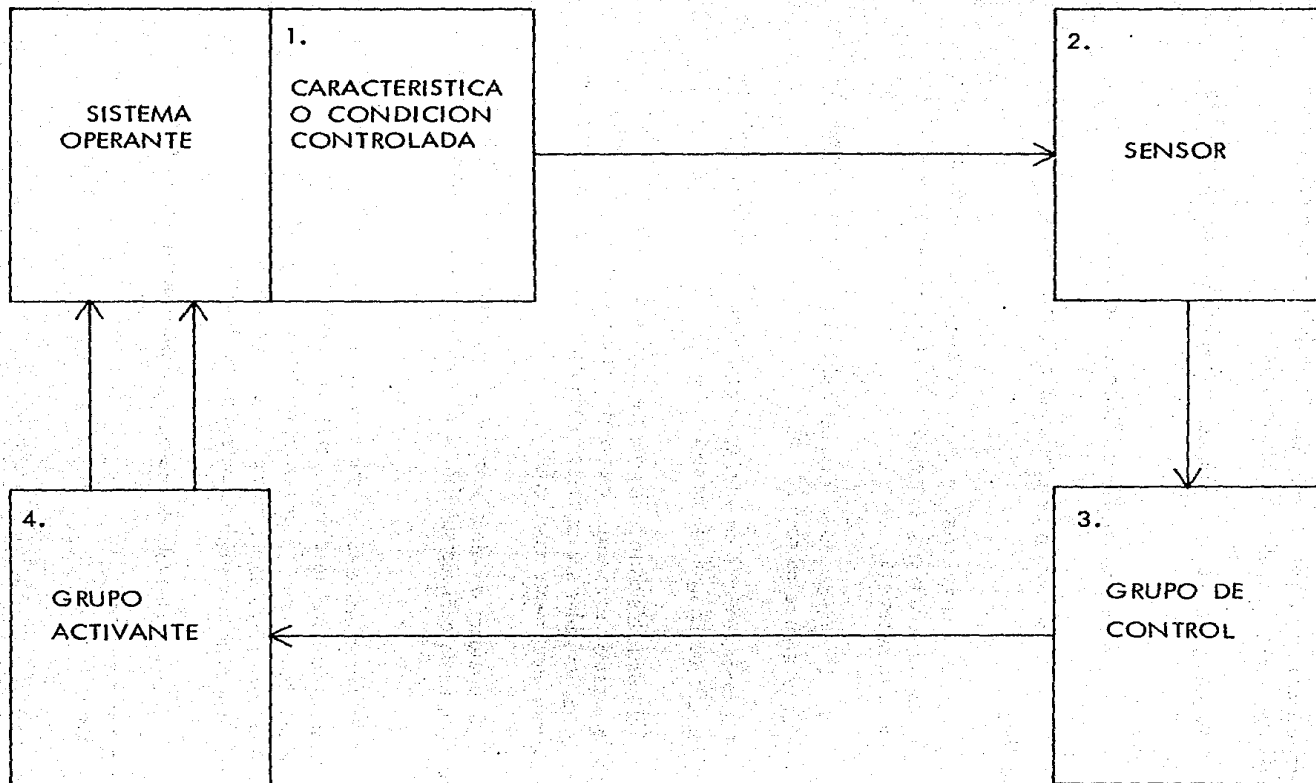 SISTEMA
OPERANTE
1.
CARACTERISTICA
O CONDICION
CONTROLADA
2.
SENSOR
3.
GRUPO DE
CONTROL
4.
GRUPO
ACTIVANTE